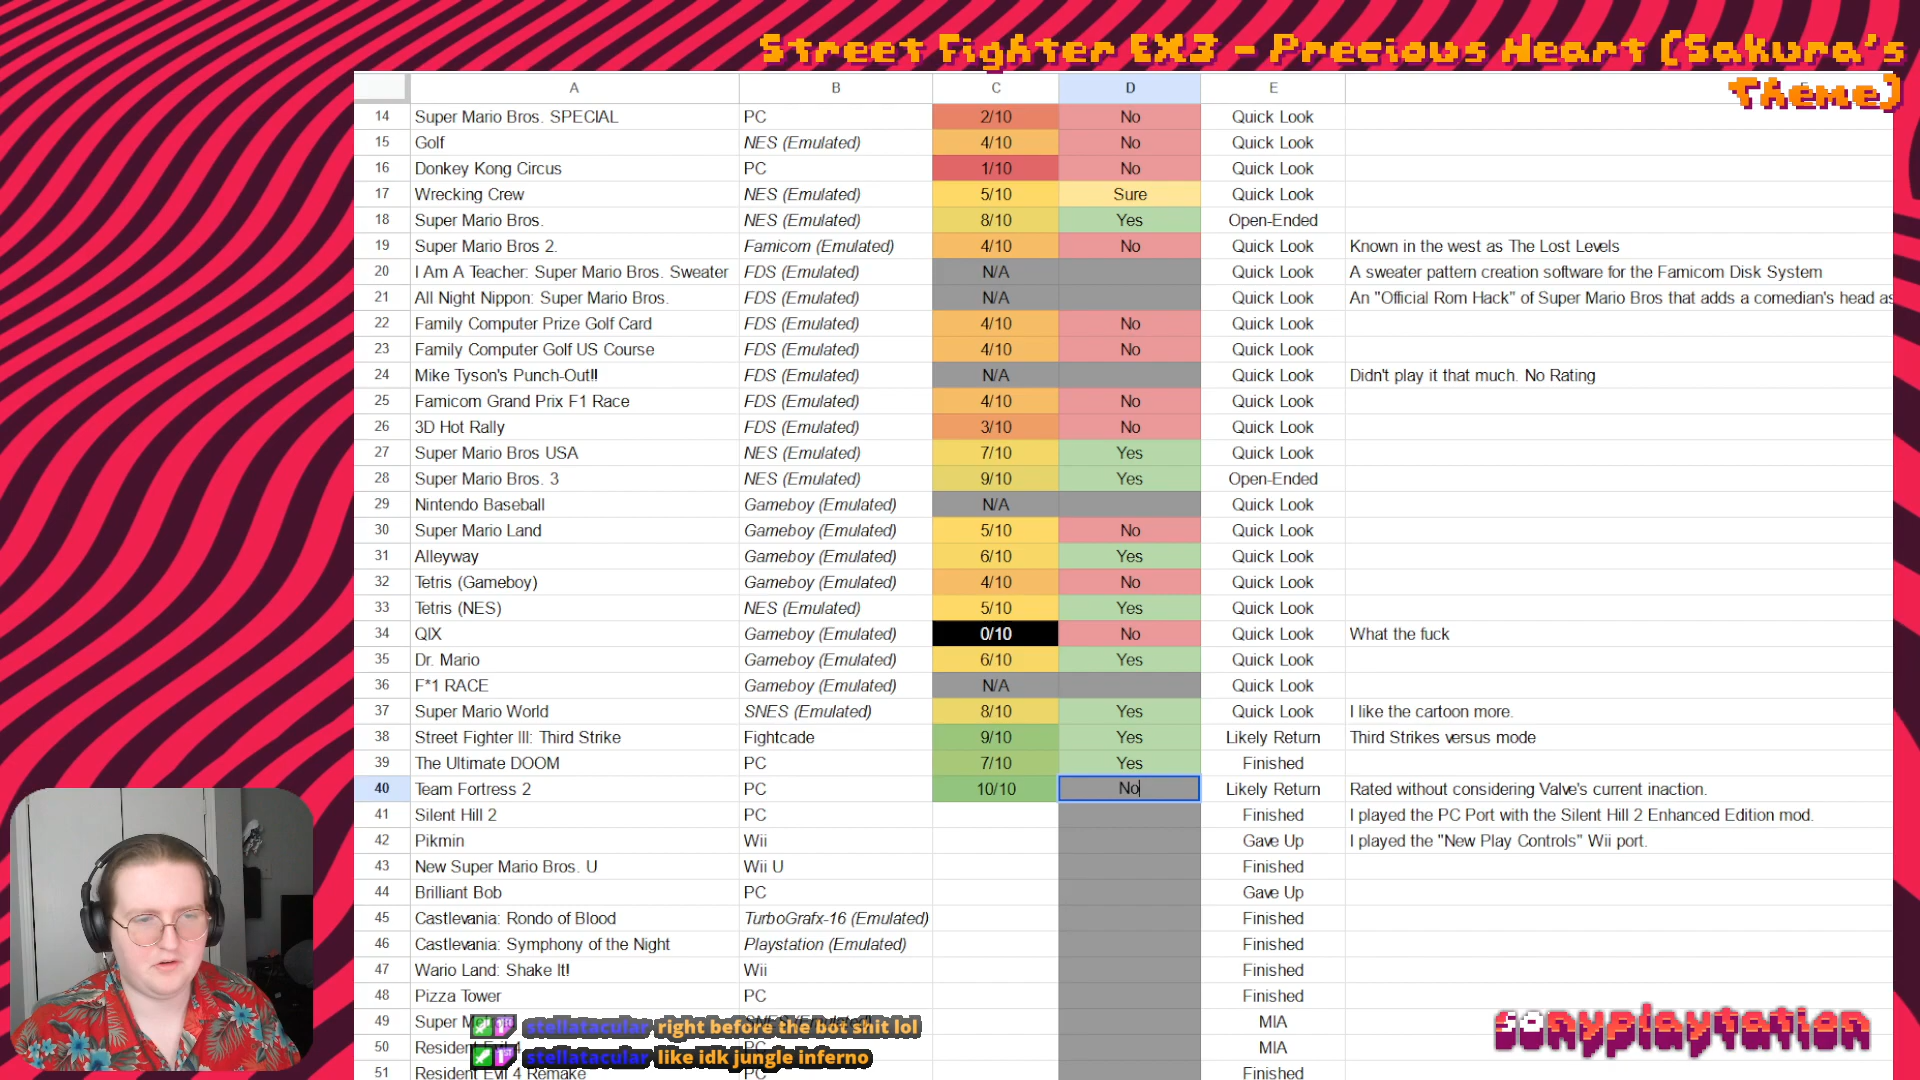 Street Fighter EX3 - Precious Heart (Sakura's
Theme)
A B C D E
14 Super Mario Bros. SPECIAL PC 2/10 No Quick Look
15 Golf NES (Emulated) 4/10 No Quick Look
16 Donkey Kong Circus PC 1/10 No Quick Look
17 Wrecking Crew NES (Emulated) 5/10 Sure Quick Look
18 Super Mario Bros. NES (Emulated) 8/10 Yes Open-Ended
19 Super Mario Bros 2. Famicom (Emulated) 4/10 No Quick Look Known in the west as The Lost Levels
20 I Am A Teacher: Super Mario Bros. Sweater FDS (Emulated) N/A Quick Look A sweater pattern creation software for the Famicom Disk System
21 All Night Nippon: Super Mario Bros. FDS (Emulated) N/A Quick Look An "Official Rom Hack" of Super Mario Bros that adds a comedian's head as
22 Family Computer Prize Golf Card FDS (Emulated) 4/10 No Quick Look
23 Family Computer Golf US Course FDS (Emulated) 4/10 No Quick Look
24 Mike Tyson's Punch-Out!! FDS (Emulated) N/A Quick Look Didn't play it that much. No Rating
25 Famicom Grand Prix F1 Race FDS (Emulated) 4/10 No Quick Look
26 3D Hot Rally FDS (Emulated) 3/10 No Quick Look
27 Super Mario Bros USA NES (Emulated) 7/10 Yes Quick Look
28 Super Mario Bros. 3 NES (Emulated) 9/10 Yes Open-Ended
29 Nintendo Baseball Gameboy (Emulated) N/A Quick Look
30 Super Mario Land Gameboy (Emulated) 5/10 No Quick Look
31 Alleyway Gameboy (Emulated) 6/10 Yes Quick Look
32 Tetris (Gameboy) Gameboy (Emulated) 4/10 No Quick Look
33 Tetris (NES) NES (Emulated) 5/10 Yes Quick Look
34 QIX Gameboy (Emulated) 0/10 No Quick Look What the fuck
35 Dr. Mario Gameboy (Emulated) 6/10 Yes Quick Look
36 F*1 RACE Gameboy (Emulated) N/A Quick Look
37 Super Mario World SNES (Emulated) 8/10 Yes Quick Look I like the cartoon more.
38 Street Fighter III: Third Strike Fightcade 9/10 Yes Likely Return Third Strikes versus mode
39 The Ultimate DOOM PC 7/10 Yes Finished
40 Team Fortress 2 PC 10/10 No Likely Return Rated without considering Valve's current inaction.
41 Silent Hill 2 PC Finished I played the PC Port with the Silent Hill 2 Enhanced Edition mod.
42 Pikmin Wii Gave Up I played the "New Play Controls" Wii port.
43 New Super Mario Bros. U Wii U Finished
44 Brilliant Bob PC Gave Up
45 Castlevania: Rondo of Blood TurboGrafx-16 (Emulated) Finished
46 Castlevania: Symphony of the Night Playstation (Emulated) Finished
47 Wario Land: Shake It! Wii Finished
48 Pizza Tower PC Finished
49 Super MIA
stellatacular right before the bot shit lol
50 Resident MIA
stellatacular like idk jungle inferno
51 Resident Evil 4 Remake PC Finished
sonyplaytation